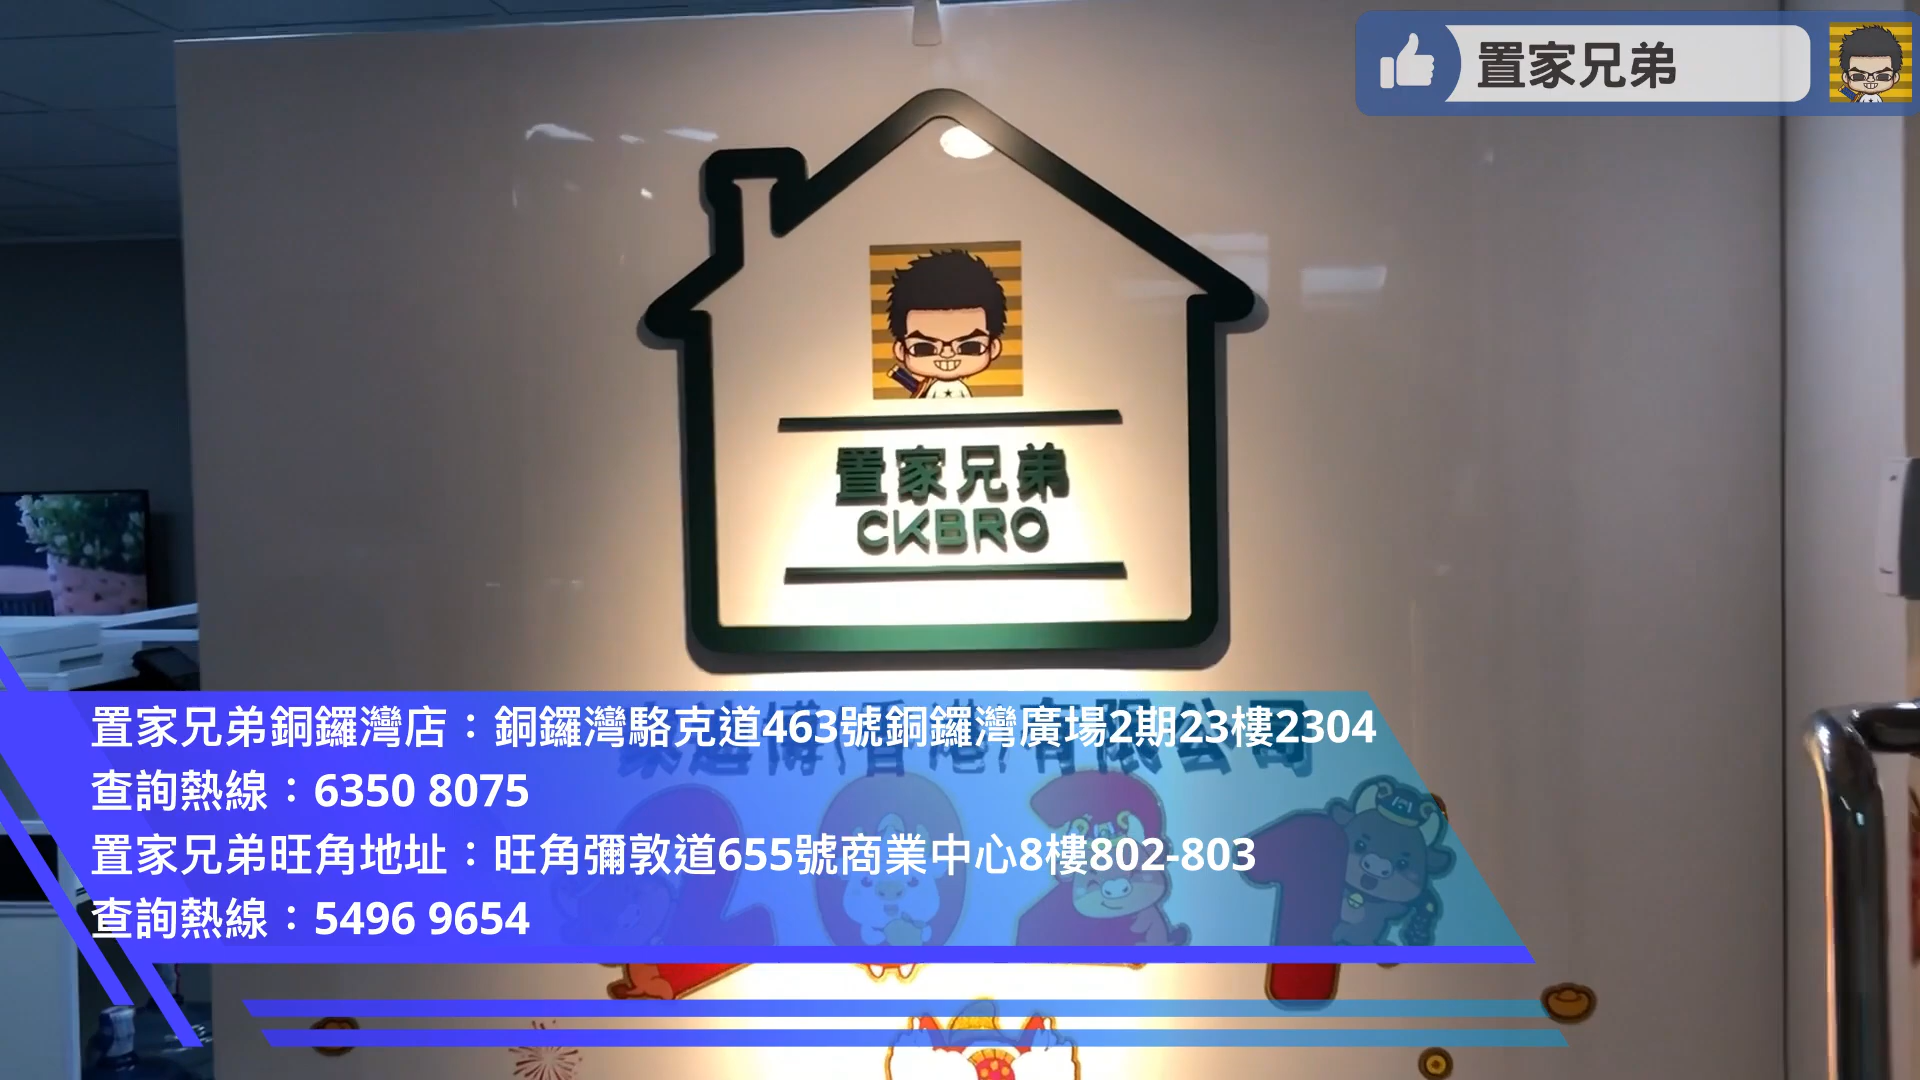 置家兄弟
置家兄弟
CKBRO
置家兄弟銅鑼灣店：銅鑼灣駱克道463號銅鑼灣廣場2期23樓2304
查詢熱線：6350 8075
置家兄弟旺角地址：旺角彌敦道655號商業中心8樓802-803
查詢熱線：5496 9654
2021